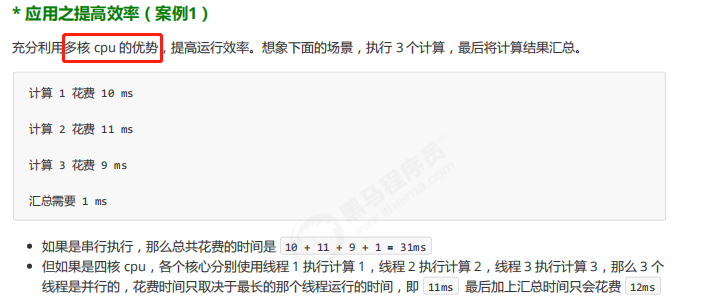 * 应用之提高效率（案例1）
充分利用多核 cpu 的优势，提高运行效率。想象下面的场景，执行 3 个计算，最后将计算结果汇总。
计算 1 花费 10 ms
计算 2 花费 11 ms
计算 3 花费 9 ms
汇总需要 1 ms
• 如果是串行执行，那么总共花费的时间是 10 + 11 + 9 + 1 = 31ms
• 但如果是四核 cpu，各个核心分别使用线程 1 执行计算 1，线程 2 执行计算 2，线程 3 执行计算 3，那么 3 个
线程是并行的，花费时间只取决于最长的那个线程运行的时间，即 11ms 最后加上汇总时间只会花费 12ms
黑马程序员
www.itheima.com